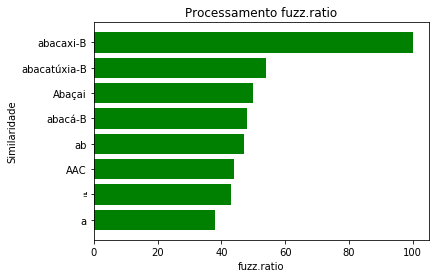 Processamento fuzz.ratio
Similaridade
abacaxi-B
abacatúxia-B
Abaçai
abacá-B
ab
AAC
a
0 20 40 60 80 100
fuzz.ratio